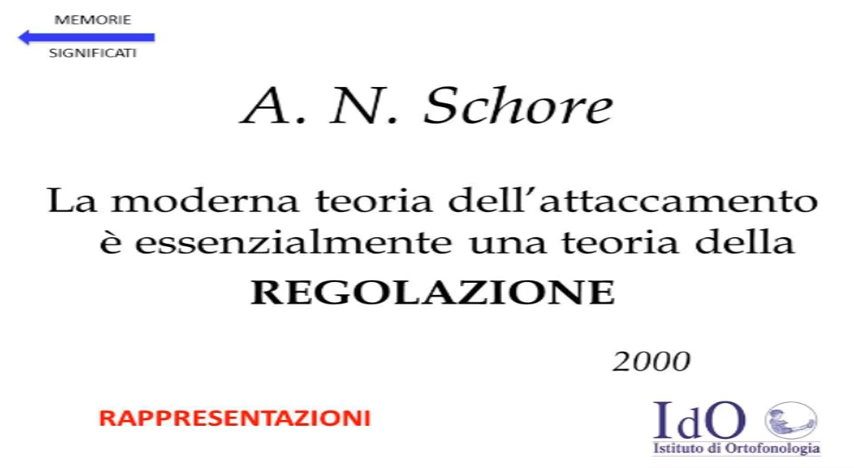 MEMORIE
SIGNIFICATI
A. N. Schore
La moderna teoria dell'attaccamento
è essenzialmente una teoria della
REGOLAZIONE
2000
RAPPRESENTAZIONI
IdO
Istituto di Ortofonologia